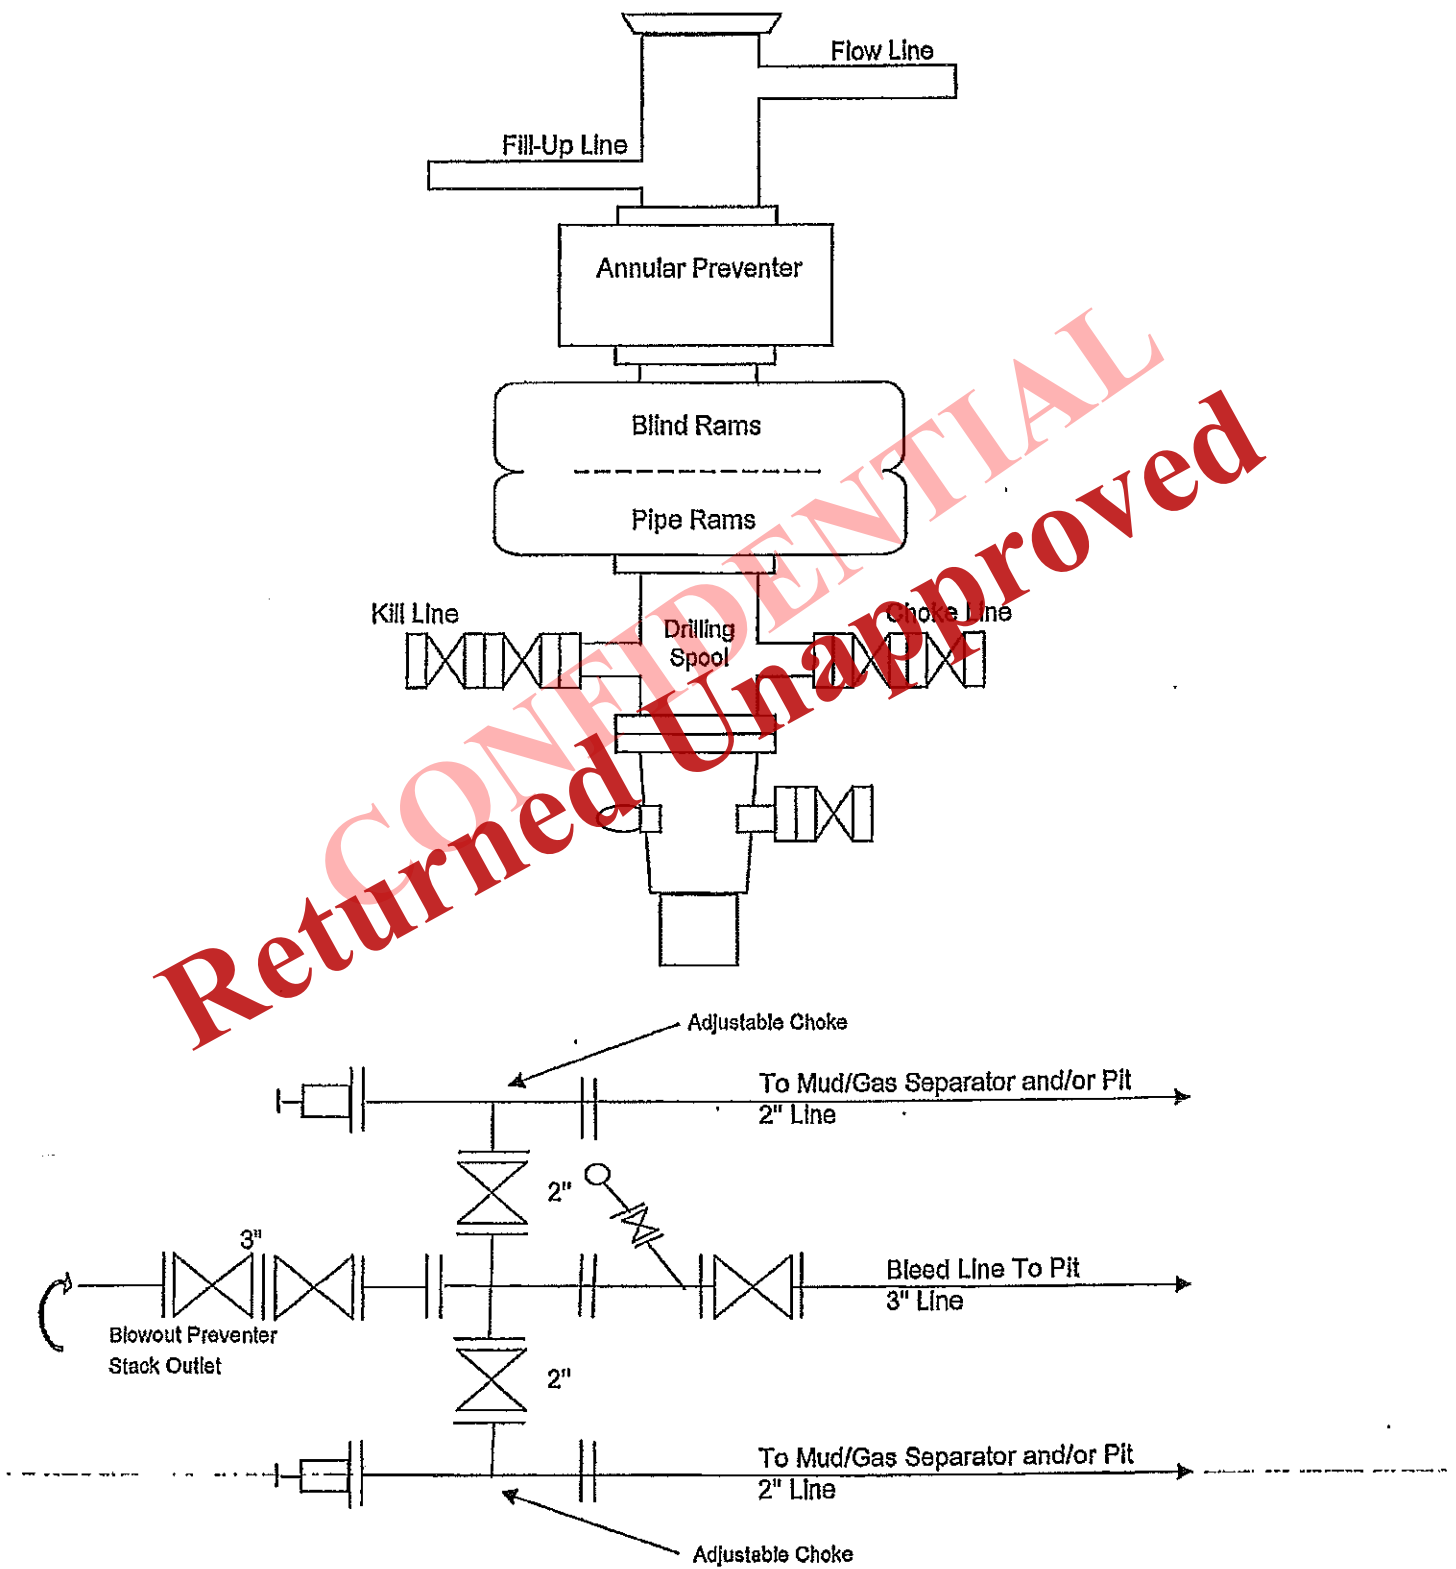 Flow Line
Fill-Up Line
Annular Preventer
Blind Rams
Pipe Rams
Kill Line
Choke Line
Drilling
Spool
CONFIDENTIAL
Returned Unapproved
Adjustable Choke
To Mud/Gas Separator and/or Pit
2" Line
2"
3"
Bleed Line To Pit
3" Line
Blowout Preventer
Stack Outlet
2"
To Mud/Gas Separator and/or Pit
2" Line
Adjustable Choke